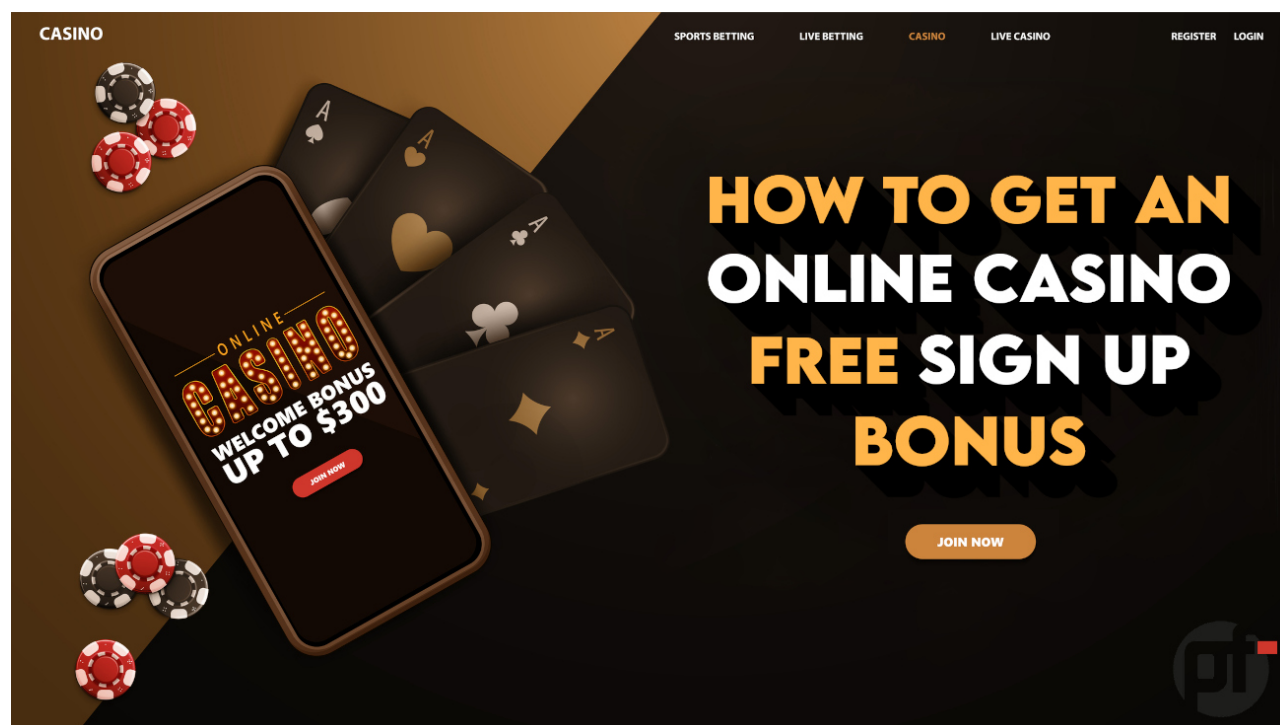 CASINO
SPORTS BETTING
LIVE BETTING
CASINO
LIVE CASINO
REGISTER
LOGIN
A
A
A
A
ONLINE
CASINO
WELCOME BONUS
UP TO $300
JOIN NOW
HOW TO GET AN
ONLINE CASINO
FREE SIGN UP
BONUS
JOIN NOW
pf